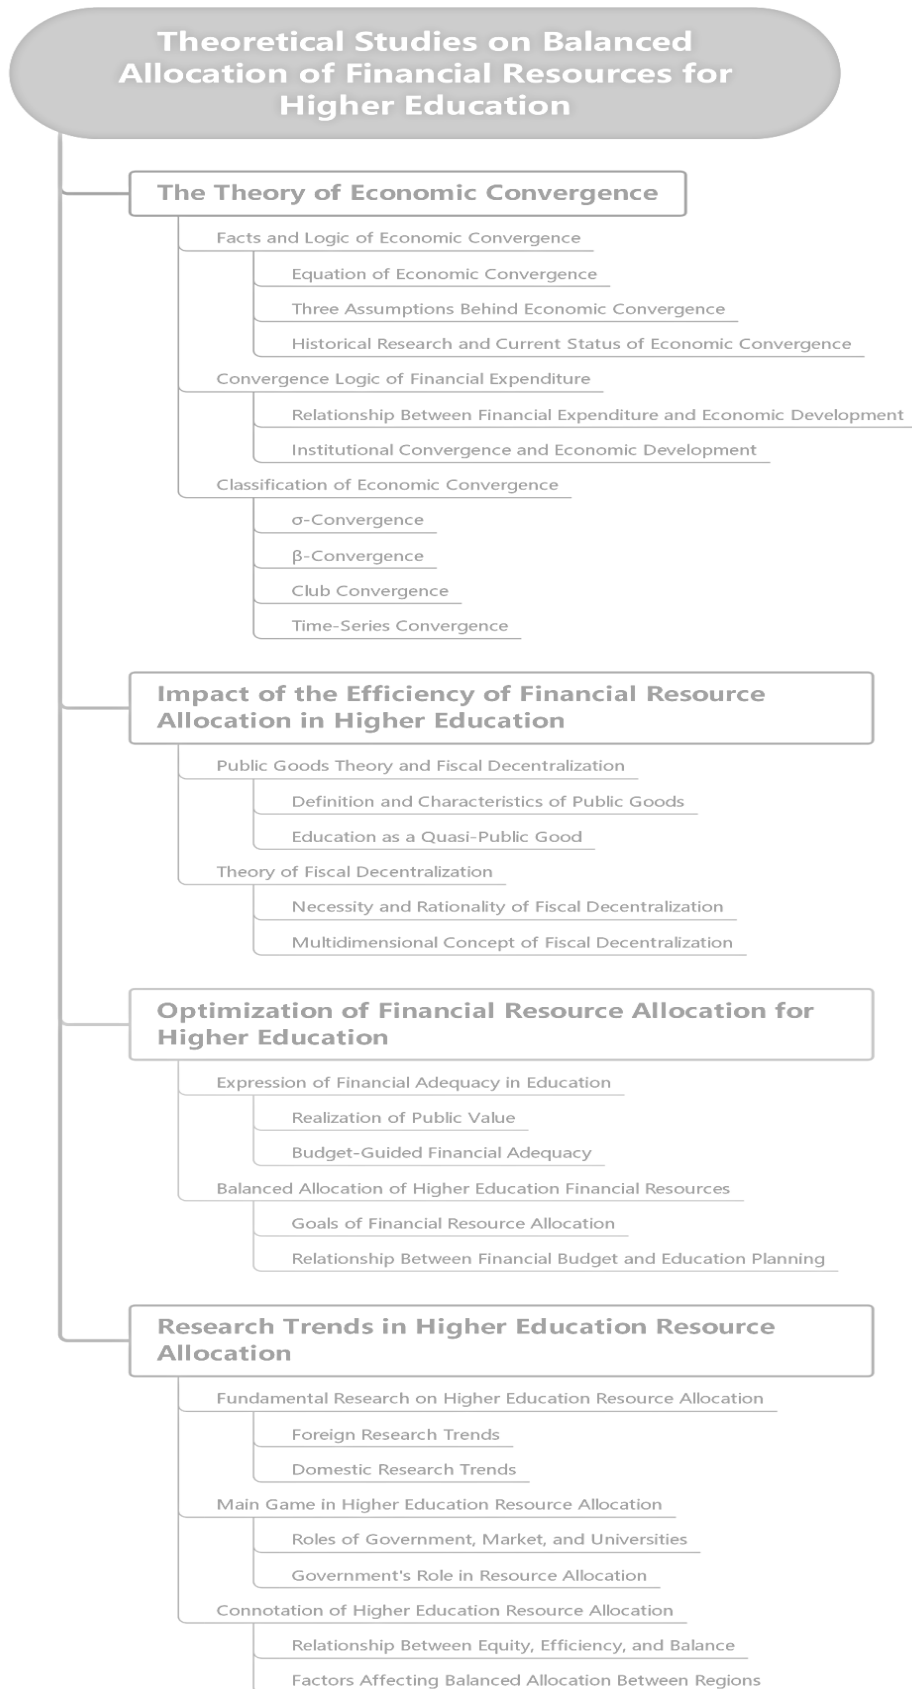 Theoretical Studies on Balanced
Allocation of Financial Resources for
Higher Education
The Theory of Economic Convergence
Facts and Logic of Economic Convergence
Equation of Economic Convergence
Three Assumptions Behind Economic Convergence
Historical Research and Current Status of Economic Convergence
Convergence Logic of Financial Expenditure
Relationship Between Financial Expenditure and Economic Development
Institutional Convergence and Economic Development
Classification of Economic Convergence
σ-Convergence
β-Convergence
Club Convergence
Time-Series Convergence
Impact of the Efficiency of Financial Resource
Allocation in Higher Education
Public Goods Theory and Fiscal Decentralization
Definition and Characteristics of Public Goods
Education as a Quasi-Public Good
Theory of Fiscal Decentralization
Necessity and Rationality of Fiscal Decentralization
Multidimensional Concept of Fiscal Decentralization
Optimization of Financial Resource Allocation for
Higher Education
Expression of Financial Adequacy in Education
Realization of Public Value
Budget-Guided Financial Adequacy
Balanced Allocation of Higher Education Financial Resources
Goals of Financial Resource Allocation
Relationship Between Financial Budget and Education Planning
Research Trends in Higher Education Resource
Allocation
Fundamental Research on Higher Education Resource Allocation
Foreign Research Trends
Domestic Research Trends
Main Game in Higher Education Resource Allocation
Roles of Government, Market, and Universities
Government's Role in Resource Allocation
Connotation of Higher Education Resource Allocation
Relationship Between Equity, Efficiency, and Balance
Factors Affecting Balanced Allocation Between Regions